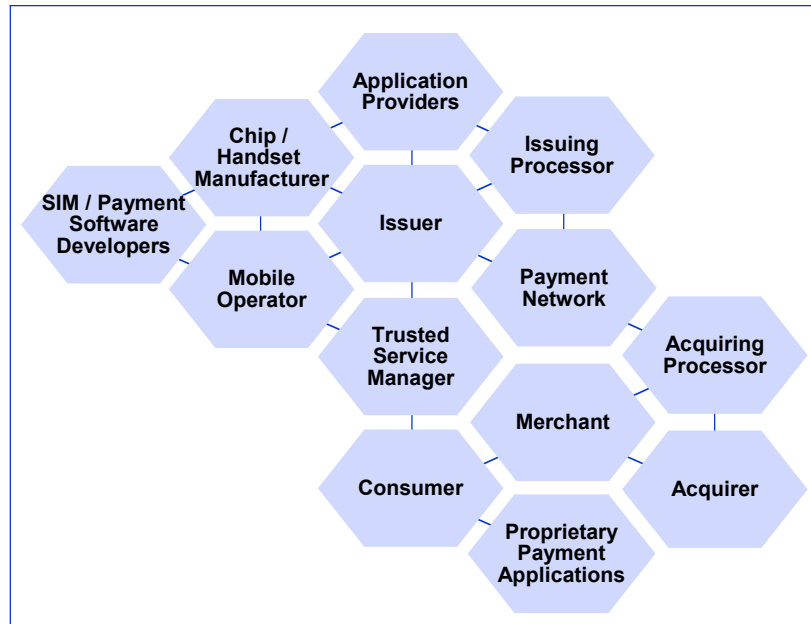 Application
Providers
Chip /
Handset
Manufacturer
Issuing
Processor
SIM / Payment
Software
Developers
Issuer
Mobile
Operator
Payment
Network
Trusted
Service
Manager
Acquiring
Processor
Merchant
Consumer
Acquirer
Proprietary
Payment
Applications